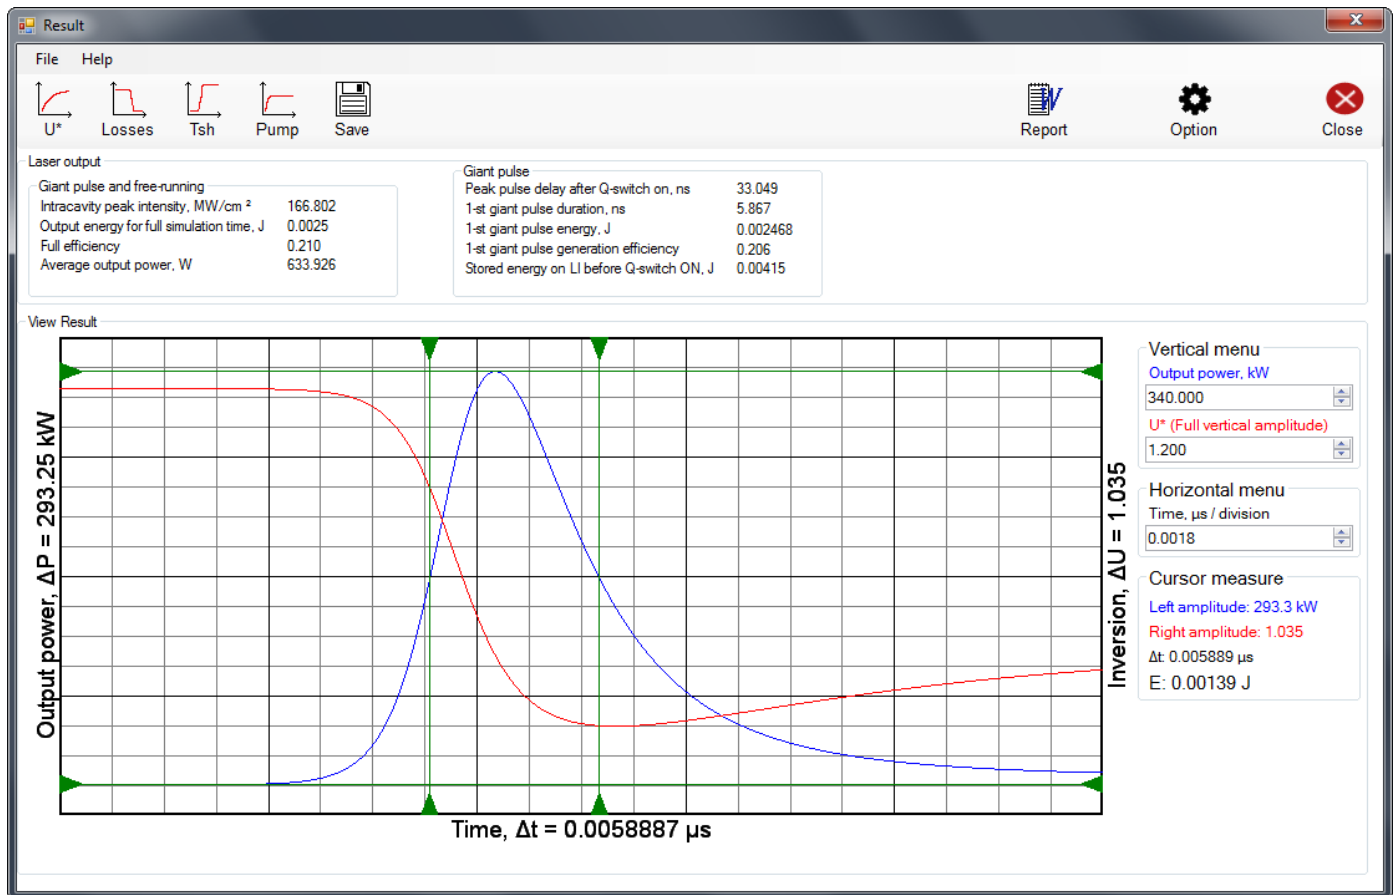 Result
File Help
U* Losses Tsh Pump Save Report Option Close
Laser output
Giant pulse and free-running
Intracavity peak intensity, MW/cm ² 166.802
Output energy for full simulation time, J 0.0025
Full efficiency 0.210
Average output power, W 633.926
Giant pulse
Peak pulse delay after Q-switch on, ns 33.049
1-st giant pulse duration, ns 5.867
1-st giant pulse energy, J 0.002468
1-st giant pulse generation efficiency 0.206
Stored energy on LI before Q-switch ON, J 0.00415
View Result
Output power, ΔP = 293.25 kW
Time, Δt = 0.0058887 µs
Inversion, ΔU = 1.035
Vertical menu
Output power, kW
340.000
U* (Full vertical amplitude)
1.200
Horizontal menu
Time, µs / division
0.0018
Cursor measure
Left amplitude: 293.3 kW
Right amplitude: 1.035
Δt: 0.005889 µs
E: 0.00139 J